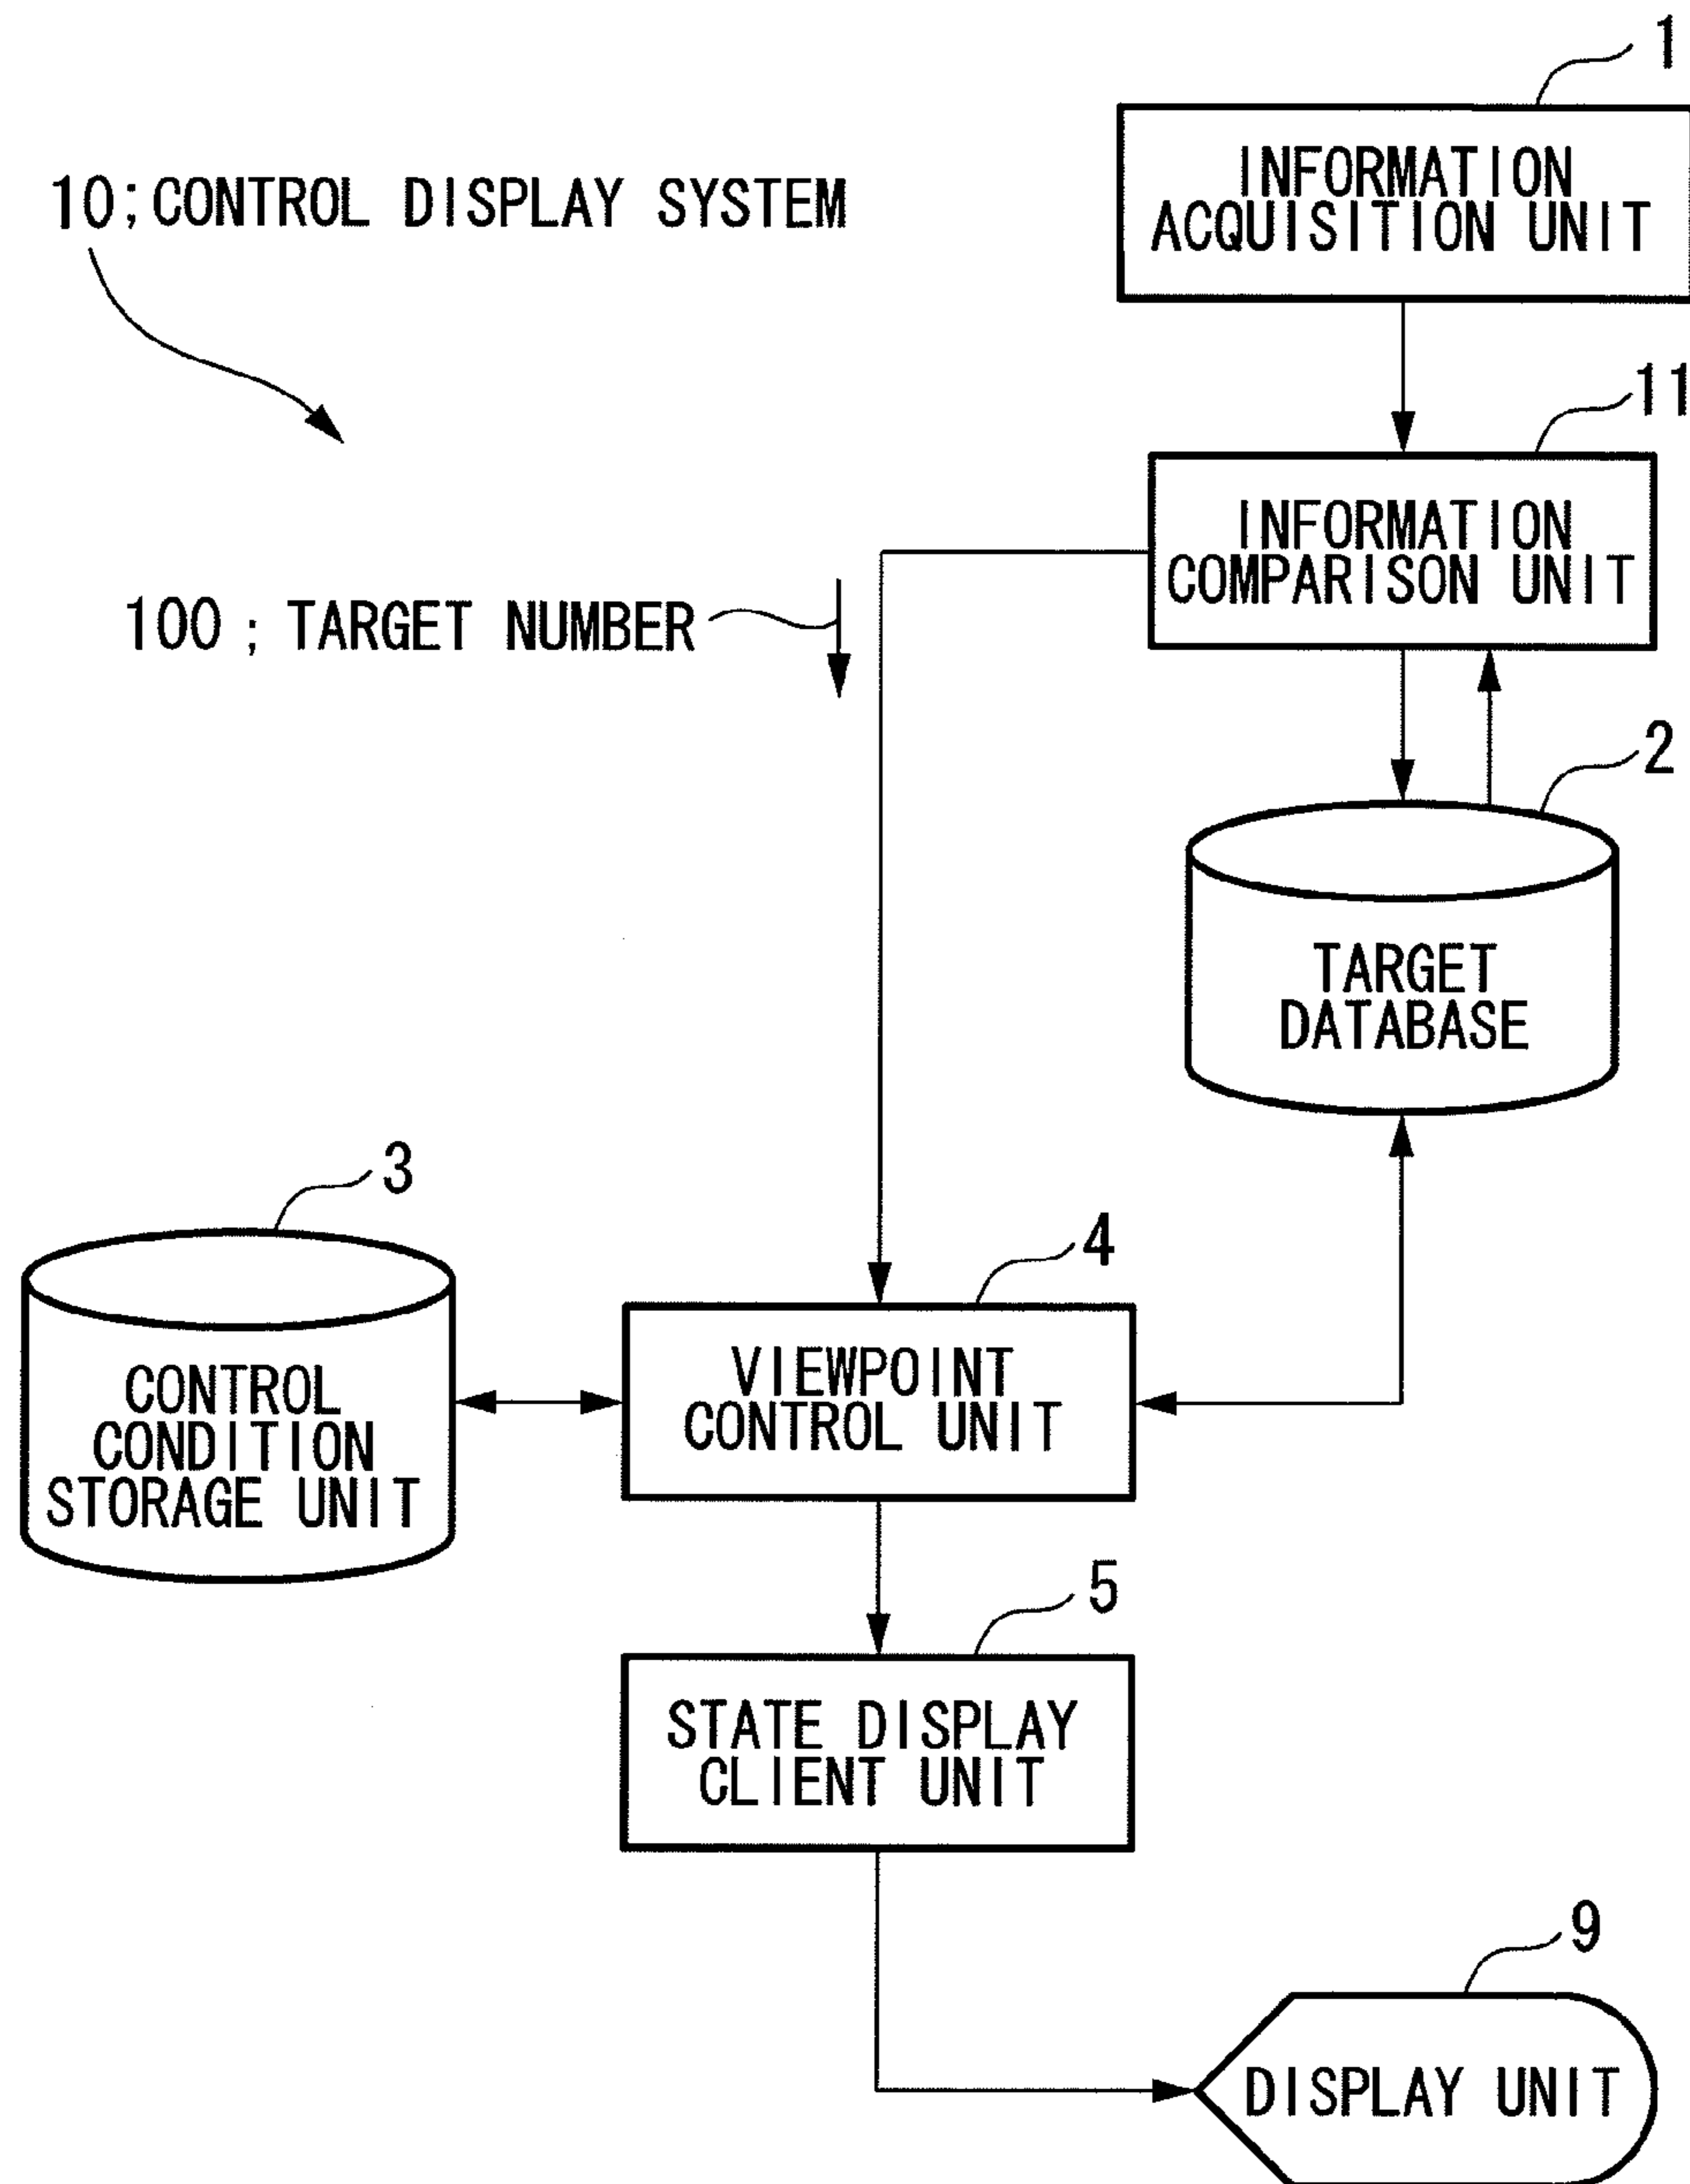 1
INFORMATION
ACQUISITION UNIT
10;CONTROL DISPLAY SYSTEM
11
INFORMATION
COMPARISON UNIT
100 ; TARGET NUMBER
2
TARGET
DATABASE
3
CONTROL
CONDITION
STORAGE UNIT
4
VIEWPOINT
CONTROL UNIT
5
STATE DISPLAY
CLIENT UNIT
9
DISPLAY UNIT